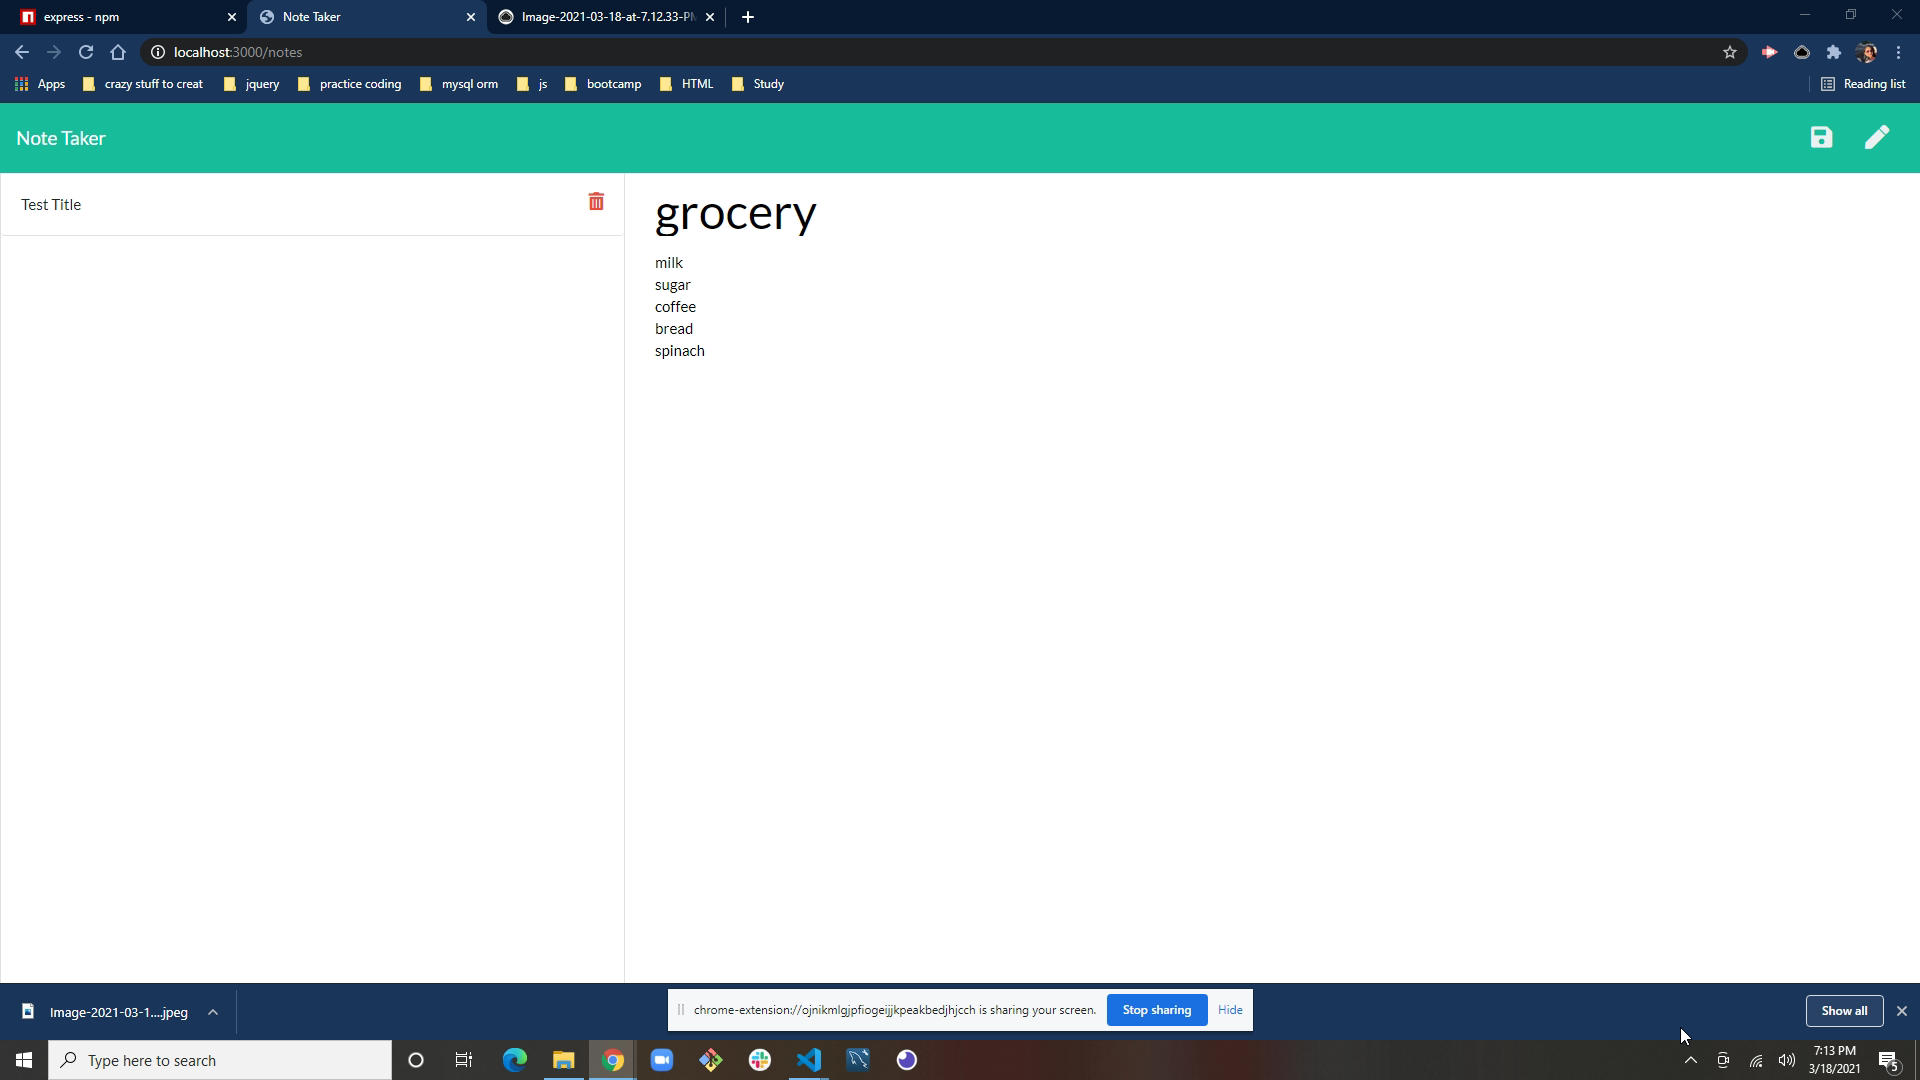 express - npm
Note Taker
Image-2021-03-18-at-7.12.33-PM
localhost:3000/notes
Apps
crazy stuff to creat
jquery
practice coding
mysql orm
js
bootcamp
HTML
Study
Reading list
Note Taker
Test Title
grocery
milk
sugar
coffee
bread
spinach
Image-2021-03-1....jpeg
chrome-extension://ojnikmlgjpfiogeijjkpeakbedjhjcch is sharing your screen.
Stop sharing
Hide
Show all
Type here to search
7:13 PM
3/18/2021
5